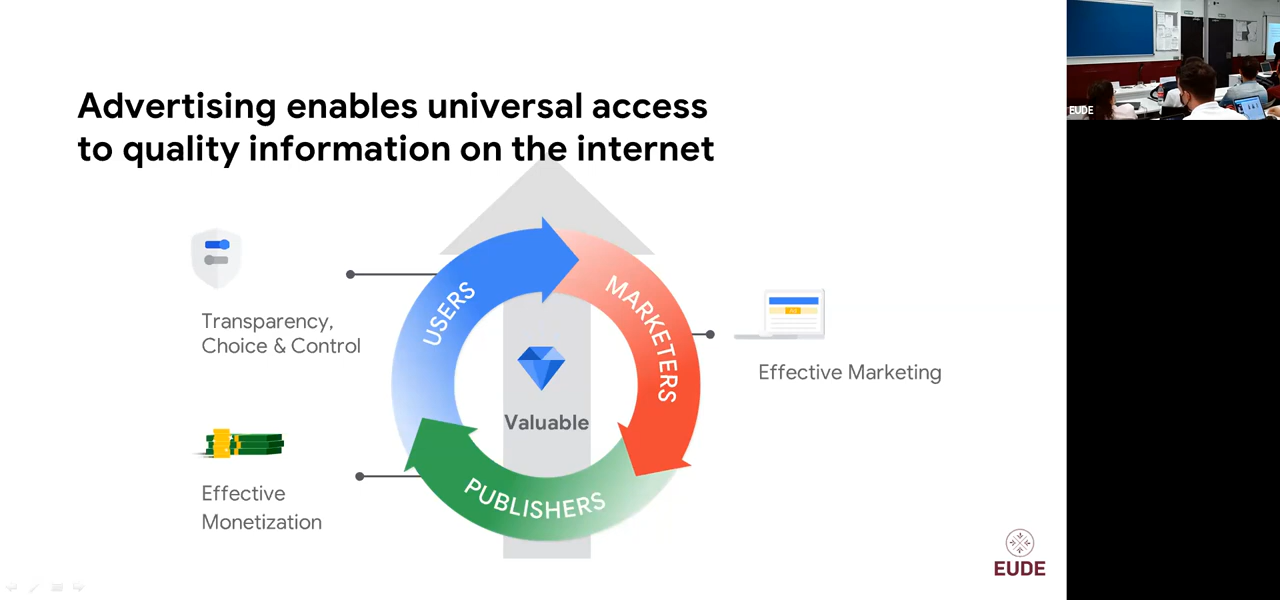 Advertising enables universal access
to quality information on the internet
Transparency,
Choice & Control
USERS
MARKETERS
Ad
Effective Marketing
Valuable
Effective
Monetization
PUBLISHERS
EUDE
EUDE